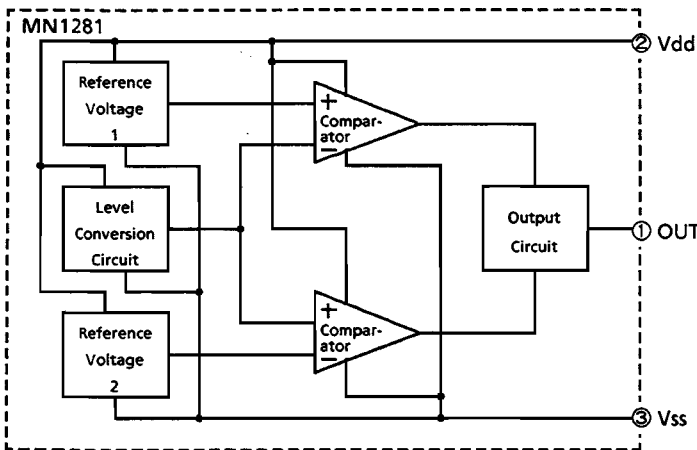 MN1281
② Vdd
Reference
Voltage
1
+
Compar-
ator
−
Level
Conversion
Circuit
Output
Circuit
① OUT
Reference
Voltage
2
+
Compar-
ator
−
③ Vss